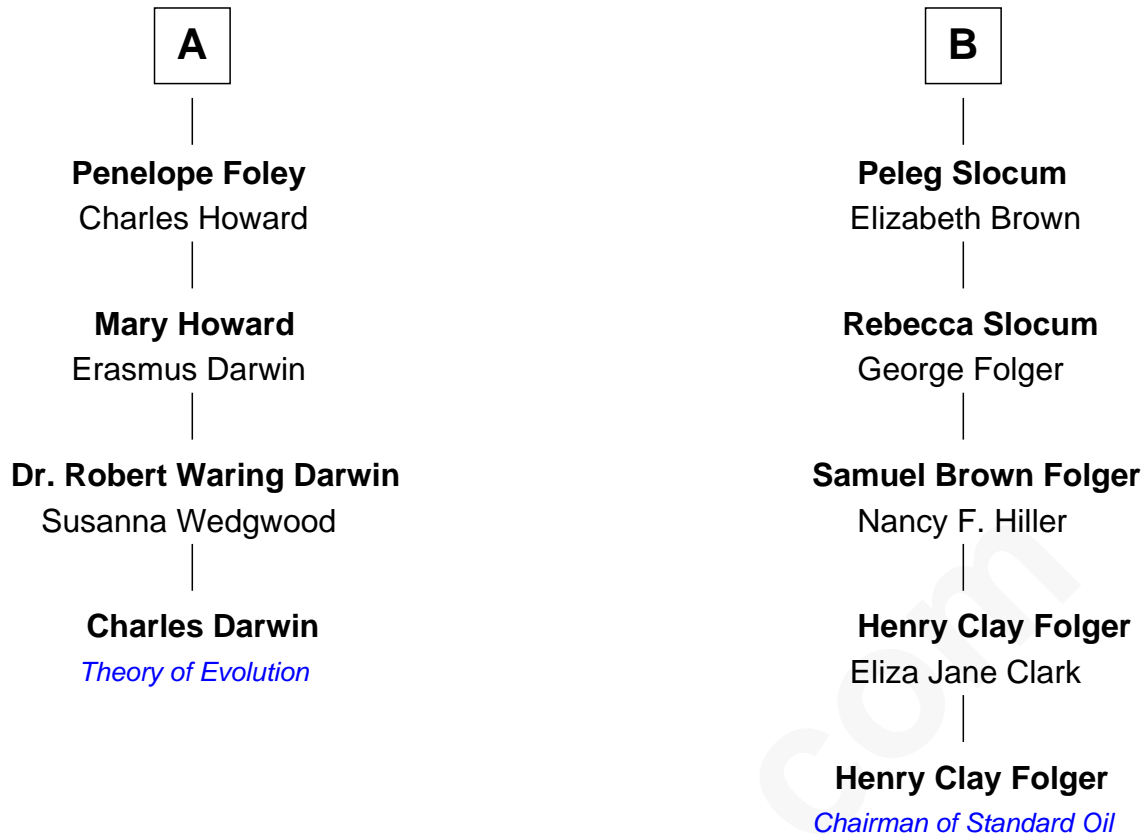 A
Penelope Foley
Charles Howard
Mary Howard
Erasmus Darwin
Dr. Robert Waring Darwin
Susanna Wedgwood
Charles Darwin
Theory of Evolution
B
Peleg Slocum
Elizabeth Brown
Rebecca Slocum
George Folger
Samuel Brown Folger
Nancy F. Hiller
Henry Clay Folger
Eliza Jane Clark
Henry Clay Folger
Chairman of Standard Oil
com